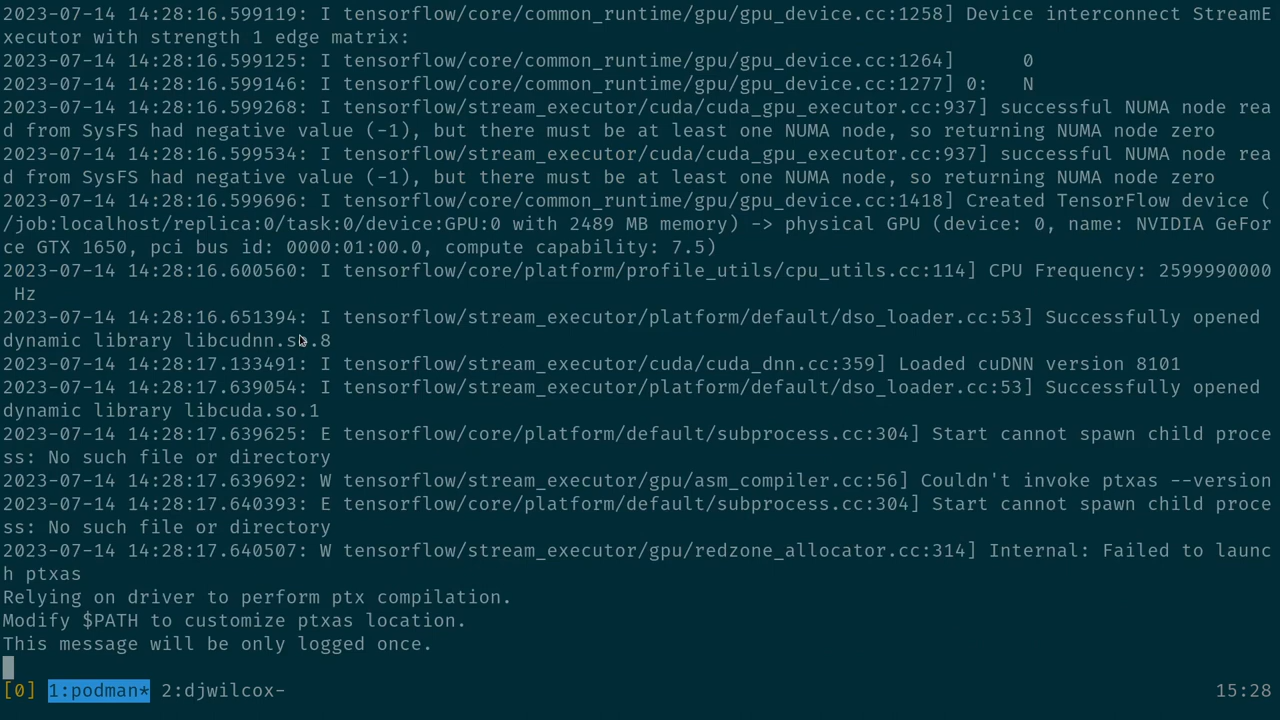 2023-07-14 14:28:16.599119: I tensorflow/core/common_runtime/gpu/gpu_device.cc:1258] Device interconnect StreamE
xecutor with strength 1 edge matrix:
2023-07-14 14:28:16.599125: I tensorflow/core/common_runtime/gpu/gpu_device.cc:1264]      0
2023-07-14 14:28:16.599146: I tensorflow/core/common_runtime/gpu/gpu_device.cc:1277] 0:   N
2023-07-14 14:28:16.599268: I tensorflow/stream_executor/cuda/cuda_gpu_executor.cc:937] successful NUMA node rea
d from SysFS had negative value (-1), but there must be at least one NUMA node, so returning NUMA node zero
2023-07-14 14:28:16.599534: I tensorflow/stream_executor/cuda/cuda_gpu_executor.cc:937] successful NUMA node rea
d from SysFS had negative value (-1), but there must be at least one NUMA node, so returning NUMA node zero
2023-07-14 14:28:16.599696: I tensorflow/core/common_runtime/gpu/gpu_device.cc:1418] Created TensorFlow device (
/job:localhost/replica:0/task:0/device:GPU:0 with 2489 MB memory) -> physical GPU (device: 0, name: NVIDIA GeFor
ce GTX 1650, pci bus id: 0000:01:00.0, compute capability: 7.5)
2023-07-14 14:28:16.600560: I tensorflow/core/platform/profile_utils/cpu_utils.cc:114] CPU Frequency: 2599990000
 Hz
2023-07-14 14:28:16.651394: I tensorflow/stream_executor/platform/default/dso_loader.cc:53] Successfully opened
dynamic library libcudnn.so.8
2023-07-14 14:28:17.133491: I tensorflow/stream_executor/cuda/cuda_dnn.cc:359] Loaded cuDNN version 8101
2023-07-14 14:28:17.639054: I tensorflow/stream_executor/platform/default/dso_loader.cc:53] Successfully opened
dynamic library libcuda.so.1
2023-07-14 14:28:17.639625: E tensorflow/core/platform/default/subprocess.cc:304] Start cannot spawn child proce
ss: No such file or directory
2023-07-14 14:28:17.639692: W tensorflow/stream_executor/gpu/asm_compiler.cc:56] Couldn't invoke ptxas --version
2023-07-14 14:28:17.640393: E tensorflow/core/platform/default/subprocess.cc:304] Start cannot spawn child proce
ss: No such file or directory
2023-07-14 14:28:17.640507: W tensorflow/stream_executor/gpu/redzone_allocator.cc:314] Internal: Failed to launc
h ptxas
Relying on driver to perform ptx compilation.
Modify $PATH to customize ptxas location.
This message will be only logged once.
[0] 1:podman* 2:djwilcox- 15:28